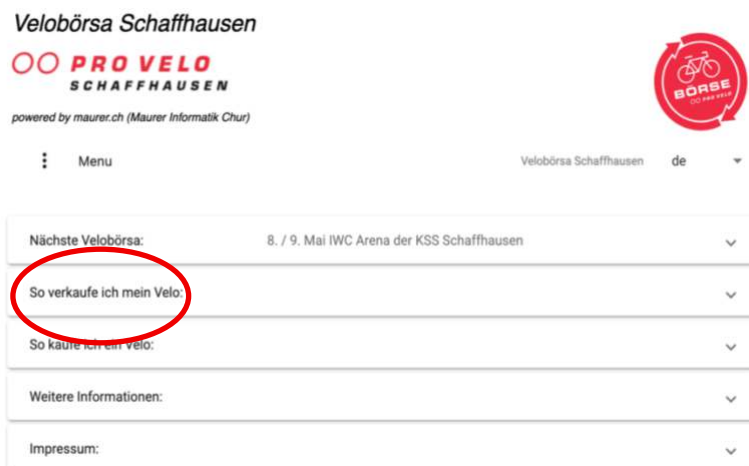 Velobörsa Schaffhausen
PRO VELO
SCHAFFHAUSEN
BÖRSE
PRO VELO
powered by maurer.ch (Maurer Informatik Chur)
Menu
Velobörsa Schaffhausen de
Nächste Velobörsa: 8. / 9. Mai IWC Arena der KSS Schaffhausen
So verkaufe ich mein Velo:
So kaufe ich ein Velo:
Weitere Informationen:
Impressum: